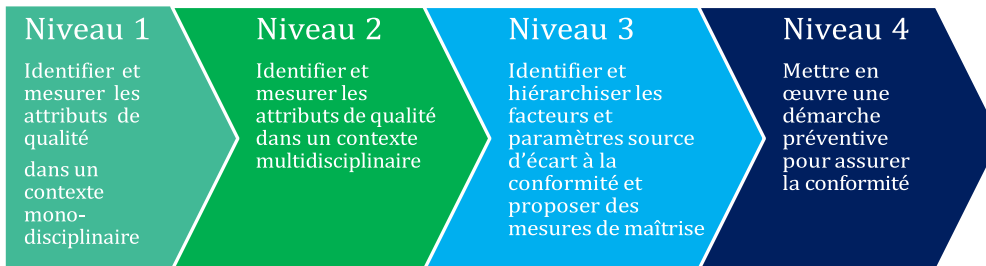 Niveau 1
Identifier et
mesurer les
attributs de
qualité
dans un
contexte
mono-
disciplinaire
Niveau 2
Identifier et
mesurer les
attributs de qualité
dans un contexte
multidisciplinaire
Niveau 3
Identifier et
hiérarchiser les
facteurs et
paramètres source
d'écart à la
conformité et
proposer des
mesures de maîtrise
Niveau 4
Mettre en
œuvre une
démarche
préventive
pour assurer
la conformité